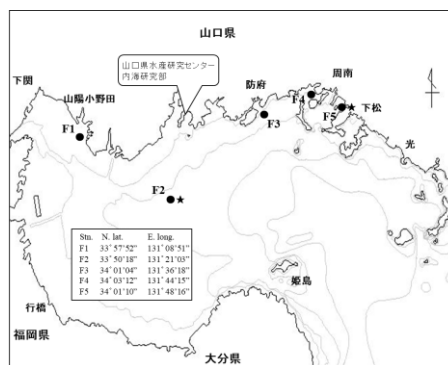 山口県
下関
山口県水産研究センター
内海研究部
周南
防府
山陽小野田
F4
下松
F5
F3
F1
光
F2
Stn. N. lat. E. long.
F1 33°57'52" 131°08'51"
F2 33°50'18" 131°21'03"
F3 34°01'04" 131°36'18"
F4 34°03'12" 131°44'15"
F5 34°01'10" 131°48'16"
姫島
行橋
福岡県
大分県